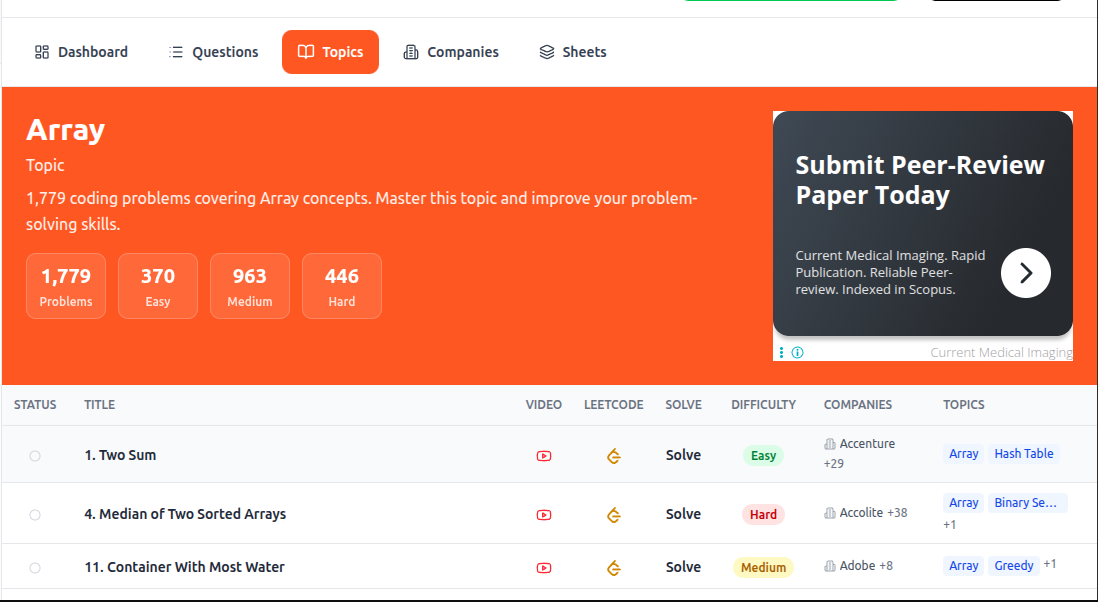 Dashboard Questions Topics Companies Sheets
Array
Topic
1,779 coding problems covering Array concepts. Master this topic and improve your problem-
solving skills.
1,779 370 963 446
Problems Easy Medium Hard
Submit Peer-Review
Paper Today
Current Medical Imaging. Rapid
Publication. Reliable Peer-
review. Indexed in Scopus.
Current Medical Imaging
STATUS TITLE VIDEO LEETCODE SOLVE DIFFICULTY COMPANIES TOPICS
1. Two Sum Solve Easy Accenture +29 Array Hash Table
4. Median of Two Sorted Arrays Solve Hard Accolite +38 Array Binary Se... +1
11. Container With Most Water Solve Medium Adobe +8 Array Greedy +1